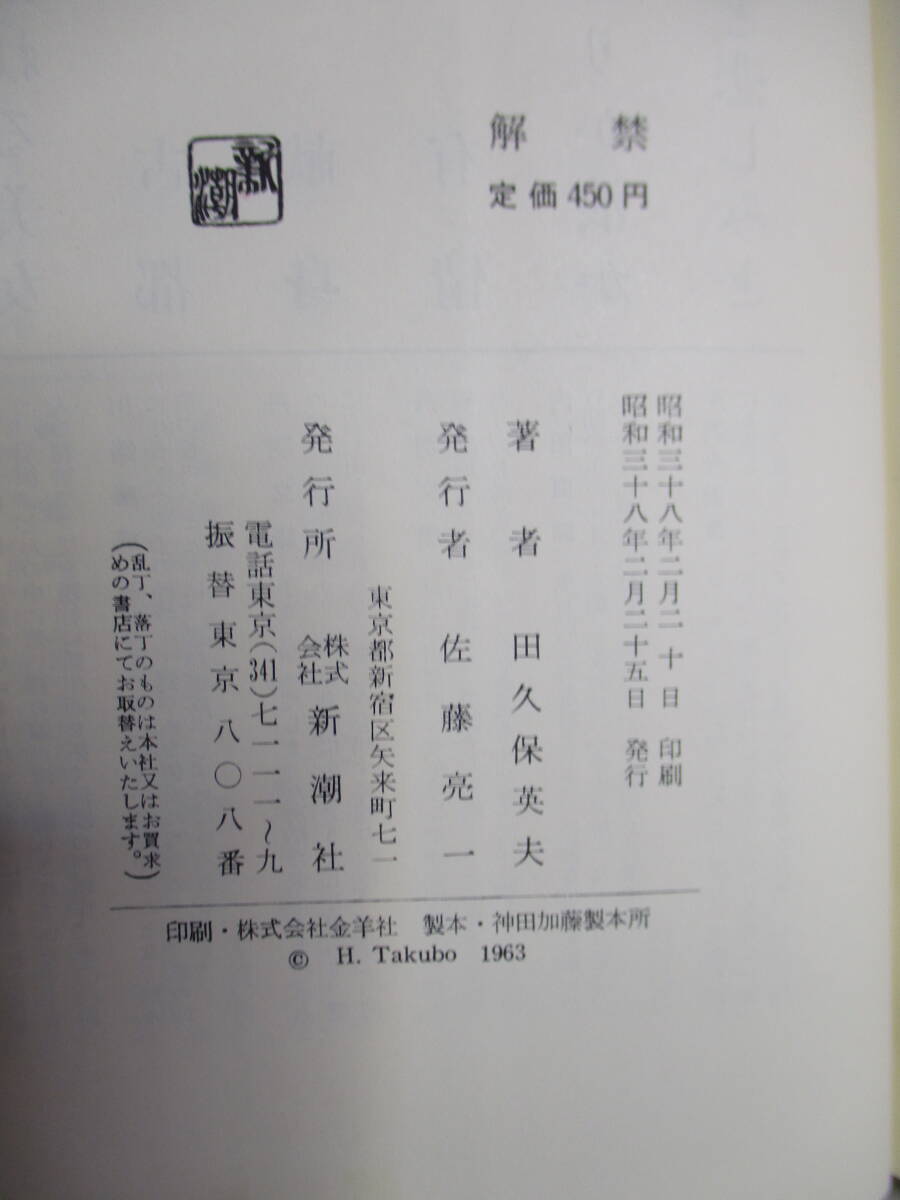 解禁
定価450円
新潮
昭和三十八年二月二十日 印刷
昭和三十八年二月二十五日 発行
著者 田久保英夫
発行者 佐藤亮一
東京都新宿区矢来町七一
発行所 株式会社 新潮社
電話東京(341)七一一一~九
振替東京八〇八番
(乱丁、落丁のものは本社又はお買求
めの書店にてお取替えいたします。)
印刷・株式会社金羊社 製本・神田加藤製本所
© H. Takubo 1963